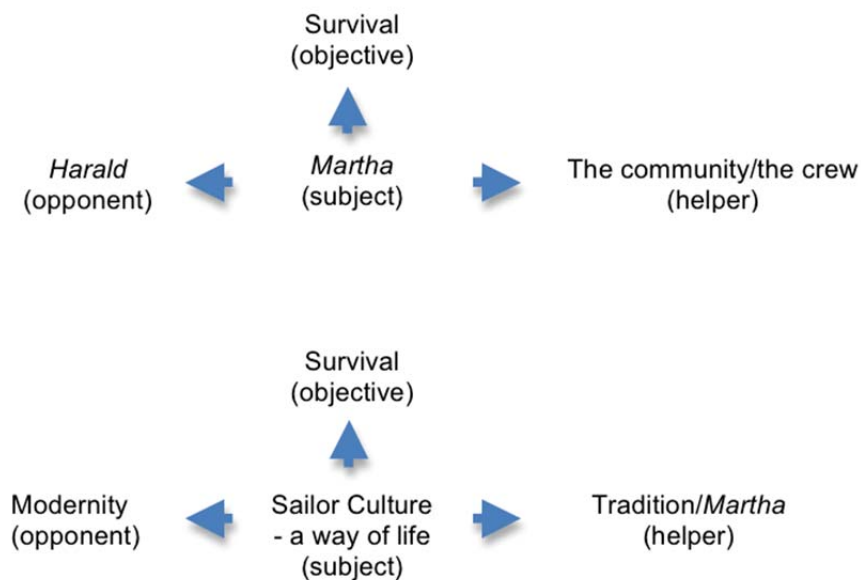 Survival
(objective)
Harald
(opponent)
Martha
(subject)
The community/the crew
(helper)
Survival
(objective)
Modernity
(opponent)
Sailor Culture
- a way of life
(subject)
Tradition/Martha
(helper)